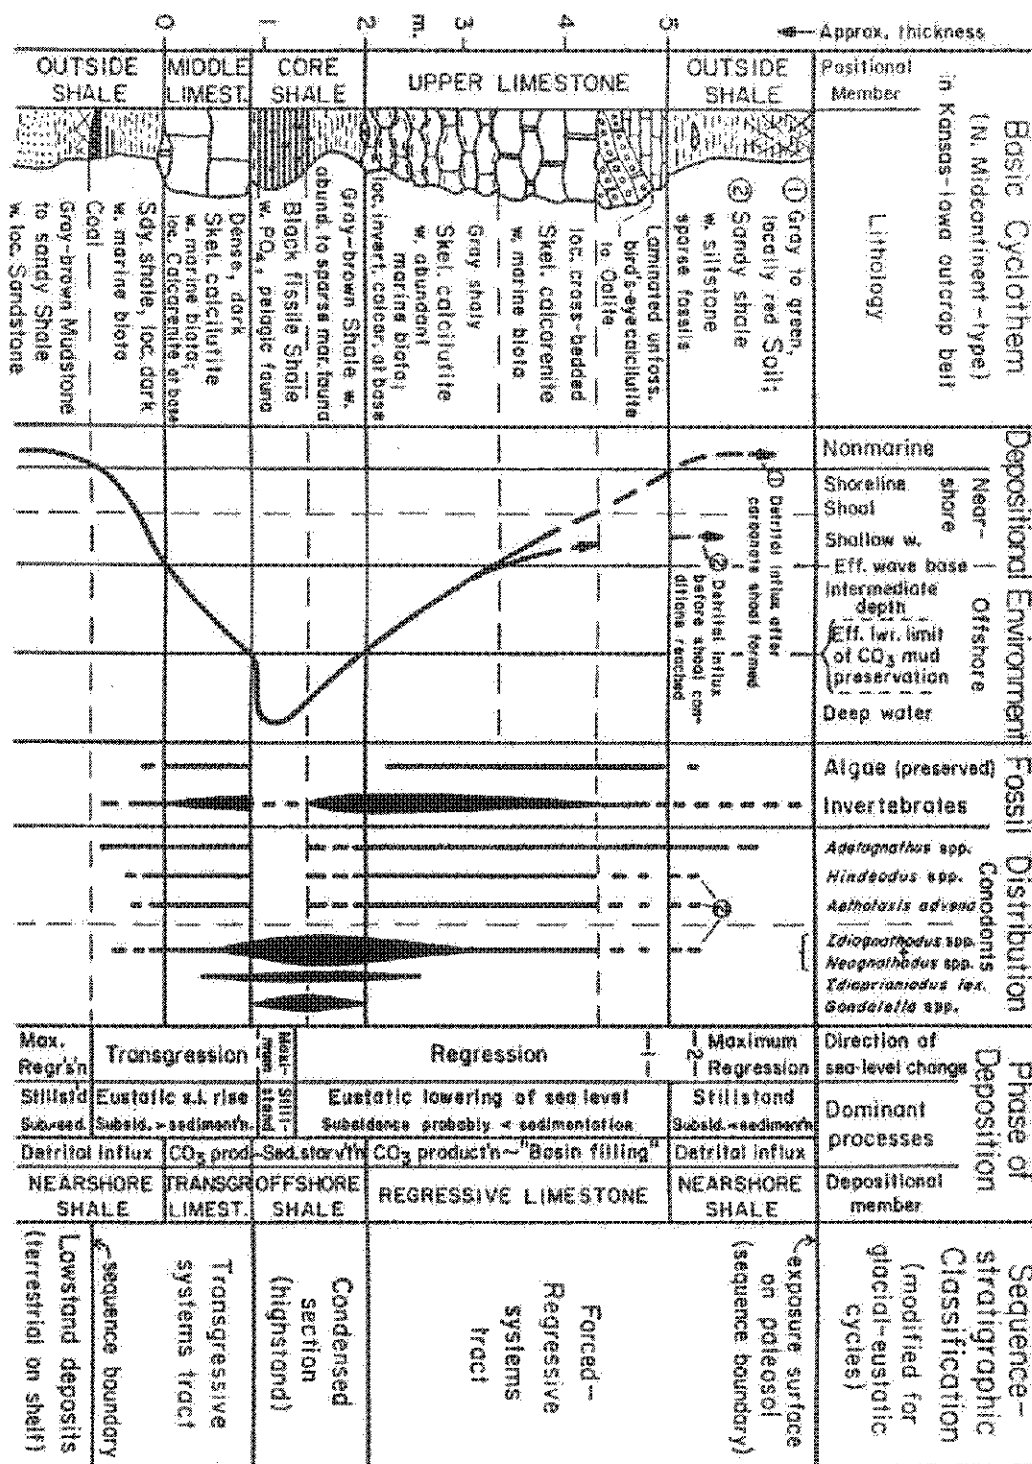 0
1
2
m.
3
4
5
Approx. thickness
OUTSIDE
SHALE
MIDDLE
LIMEST.
CORE
SHALE
UPPER LIMESTONE
OUTSIDE
SHALE
Positional
Member
Basic Cyclothem
(N. Midcontinent-type)
in Kansas-Iowa outcrop belt
Lithology
① Gray to green,
locally red Soil;
② Sandy shale
w. siltstone
sparse fossils
Laminated unfoss.
bird's-eye calcilutite
to Oolite
loc. cross-bedded
Skel. calcarenite
w. marine biota
Gray shaly
Skel. calcilutite
w. abundant
marine biota;
loc. invert. calcar. at base
Gray-brown Shale w.
abund. to sparse mar. fauna
Black fissile Shale
w. PO₄, pelagic fauna
Dense, dark
Skel. calcilutite
w. marine biota;
loc. Calcarenite at base
Sdy. shale, loc. dark
w. marine biota
Coal
Gray-brown Mudstone
to sandy Shale
w. loc. Sandstone
Depositional Environment
Nonmarine
Near-
shore
Shoreline
Shoal
Shallow w.
Eff. wave base
Offshore
Intermediate
depth
Eff. lwr. limit
of CO₃ mud
preservation
Deep water
① Detrital influx after
carbonate shoal formed
② Detrital influx
before shoal con-
ditions reached
Fossil Distribution
Algae (preserved)
Invertebrates
Conodonts
Adetognathus spp.
Hindeodus spp.
Aethotaxis advena
②
Idiognathodus spp.
Neognathodus spp.
Idioprioniodus lex.
Gondolella spp.
Phase of
Deposition
Max.
Regrs'n
Transgression
Maxi-
mum
Regression
1
2
Maximum
Regression
Direction of
sea-level change
Stillst'd
Subsed.
Eustatic s.l. rise
Subsid. > sediment'n.
Still-
stand
Eustatic lowering of sea level
Subsidence probably < sedimentation
Stillstand
Subsid. < sediment'n
Dominant
processes
Detrital influx
CO₃ prod-
Sed. starv't'n
CO₃ product'n ~ "Basin filling"
Detrital influx
NEARSHORE
SHALE
TRANSGR
LIMEST.
OFFSHORE
SHALE
REGRESSIVE LIMESTONE
NEARSHORE
SHALE
Depositional
member
Sequence-
stratigraphic
Classification
(modified for
glacial-eustatic
cycles)
exposure surface
on paleosol
(sequence boundary)
Forced-
Regressive
systems
tract
Condensed
section
(highstand)
Transgressive
systems tract
sequence boundary
Lowstand deposits
(terrestrial on shelf)